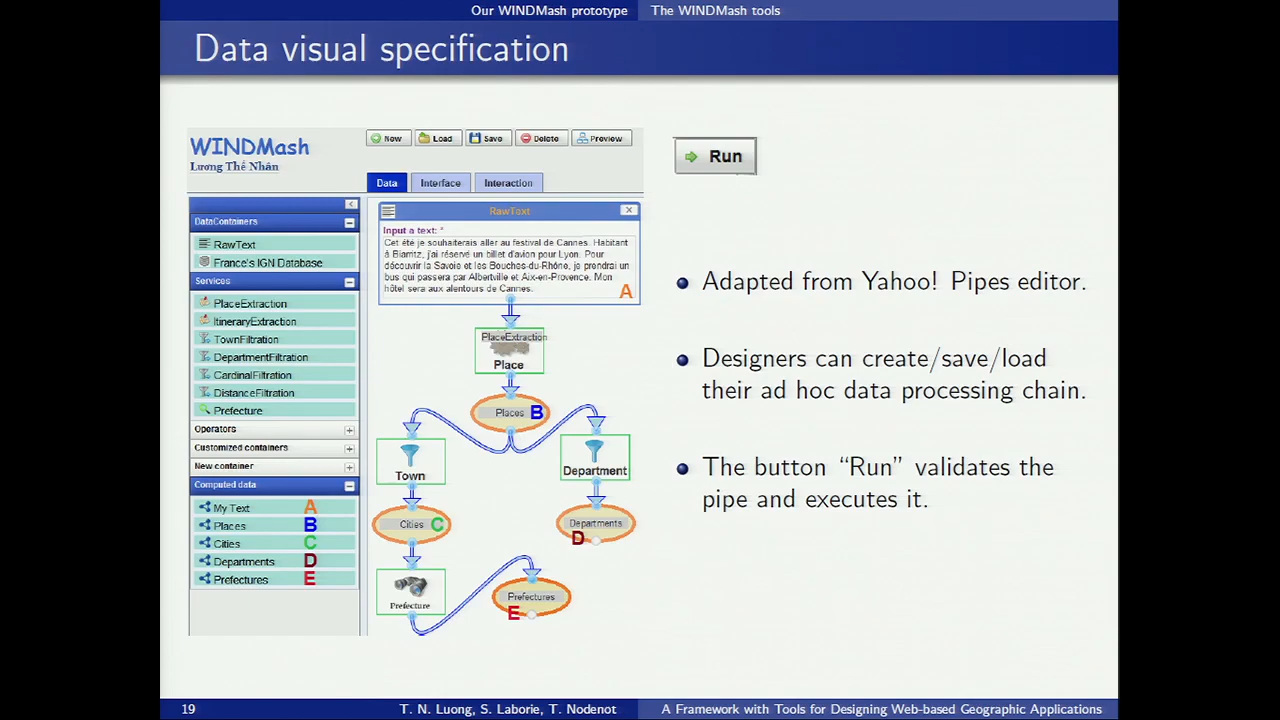 Our WINDMash prototype
The WINDMash tools
Data visual specification
WINDMash
Lương Thế Nhân
New
Load
Save
Delete
Preview
Data
Interface
Interaction
DataContainers
RawText
France's IGN Database
Services
PlaceExtraction
ItineraryExtraction
TownFiltration
DepartmentFiltration
CardinalFiltration
DistanceFiltration
Prefecture
Operators
Customized containers
New container
Computed data
My Text A
Places B
Cities C
Departments D
Prefectures E
RawText
Input a text: *
Cet été je souhaiterais aller au festival de Cannes. Habitant
à Biarritz, j'ai réservé un billet d'avion pour Lyon. Pour
découvrir la Savoie et les Bouches-du-Rhône, je prendrai un
bus qui passera par Albertville et Aix-en-Provence. Mon
hôtel sera aux alentours de Cannes.
A
PlaceExtraction
Place
Places B
Town
Department
Cities C
Departments
D
Prefecture
Prefectures
E
Run
Adapted from Yahoo! Pipes editor.
Designers can create/save/load
their ad hoc data processing chain.
The button “Run” validates the
pipe and executes it.
19
T. N. Luong, S. Laborie, T. Nodenot
A Framework with Tools for Designing Web-based Geographic Applications